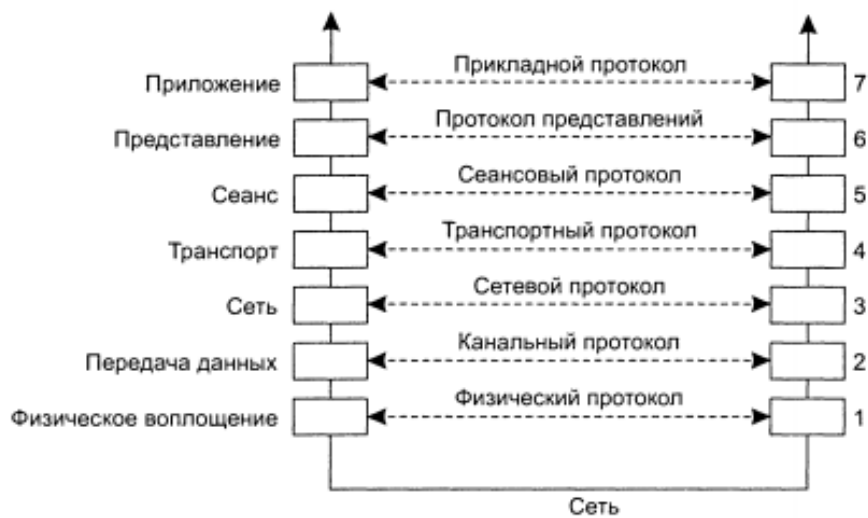 Приложение Прикладной протокол 7
Представление Протокол представлений 6
Сеанс Сеансовый протокол 5
Транспорт Транспортный протокол 4
Сеть Сетевой протокол 3
Передача данных Канальный протокол 2
Физическое воплощение Физический протокол 1
Сеть